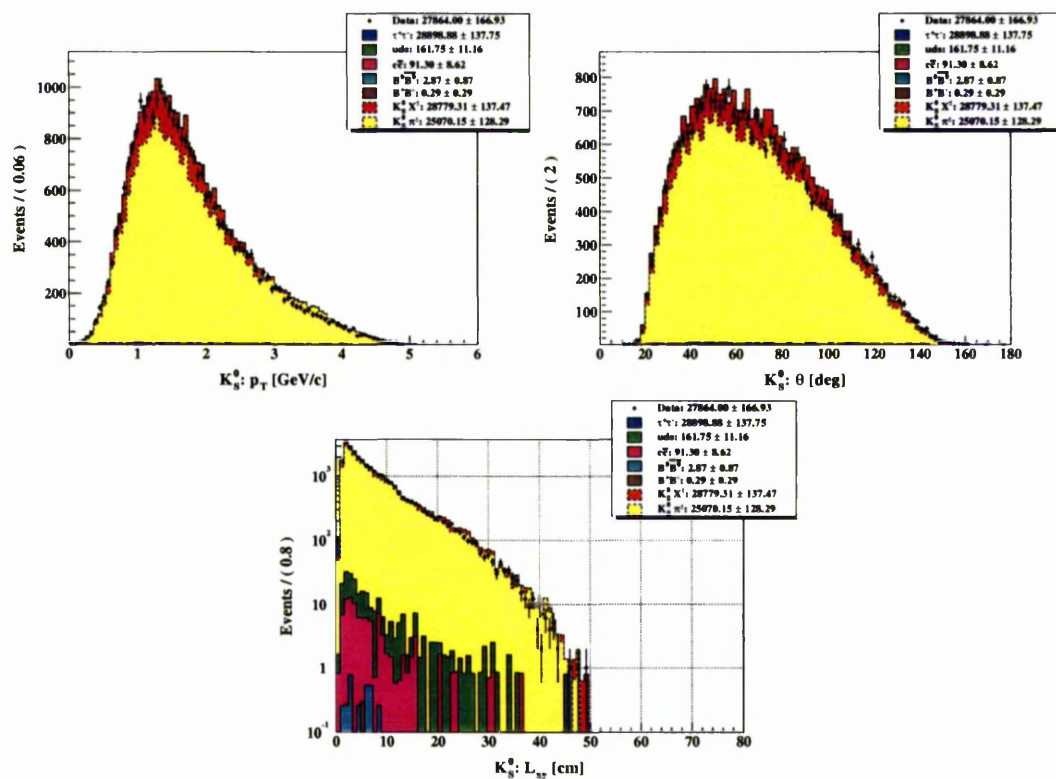 Data: 27864.00 ± 166.93
τ⁺τ⁻: 28898.88 ± 137.75
uds: 161.75 ± 11.16
cc̅: 91.30 ± 8.62
B⁰B̅⁰: 2.87 ± 0.87
B⁺B⁻: 0.29 ± 0.29
K⁰S X±: 28779.31 ± 137.47
K⁰S π±: 25070.15 ± 128.29
Events / ( 0.06 )
1000
800
600
400
200
0 1 2 3 4 5 6
K⁰S: pT [GeV/c]
Data: 27864.00 ± 166.93
τ⁺τ⁻: 28898.88 ± 137.75
uds: 161.75 ± 11.16
cc̅: 91.30 ± 8.62
B⁰B̅⁰: 2.87 ± 0.87
B⁺B⁻: 0.29 ± 0.29
K⁰S X±: 28779.31 ± 137.47
K⁰S π±: 25070.15 ± 128.29
Events / ( 2 )
800
700
600
500
400
300
200
100
0 20 40 60 80 100 120 140 160 180
K⁰S: θ [deg]
Data: 27864.00 ± 166.93
τ⁺τ⁻: 28898.88 ± 137.75
uds: 161.75 ± 11.16
cc̅: 91.30 ± 8.62
B⁰B̅⁰: 2.87 ± 0.87
B⁺B⁻: 0.29 ± 0.29
K⁰S X±: 28779.31 ± 137.47
K⁰S π±: 25070.15 ± 128.29
Events / ( 0.8 )
10³
10²
10
1
10⁻¹
0 10 20 30 40 50 60 70 80
K⁰S: Lxy [cm]